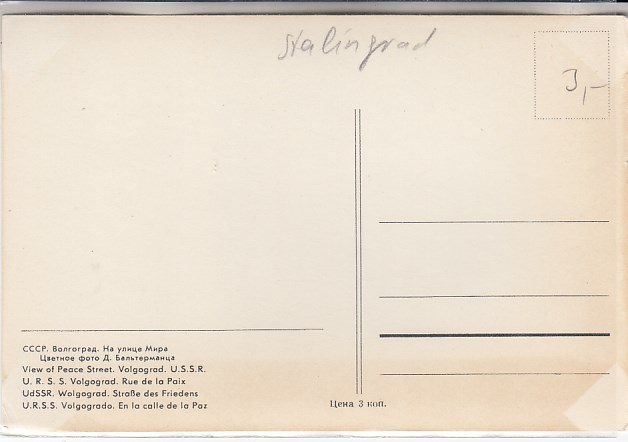 Stalingrad
3,-
СССР. Волгоград. На улице Мира
Цветное фото Д. Бальтерманца
View of Peace Street. Volgograd. U.S.S.R.
U. R. S. S. Volgograd. Rue de la Paix
UdSSR. Wolgograd. Straße des Friedens
U.R.S.S. Volgogrado. En la calle de la Paz
Цена 3 коп.